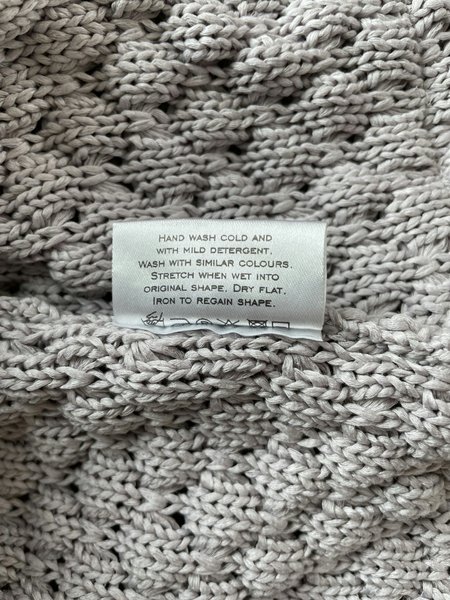 HAND WASH COLD AND
WITH MILD DETERGENT.
WASH WITH SIMILAR COLOURS.
STRETCH WHEN WET INTO
ORIGINAL SHAPE. DRY FLAT.
IRON TO REGAIN SHAPE.